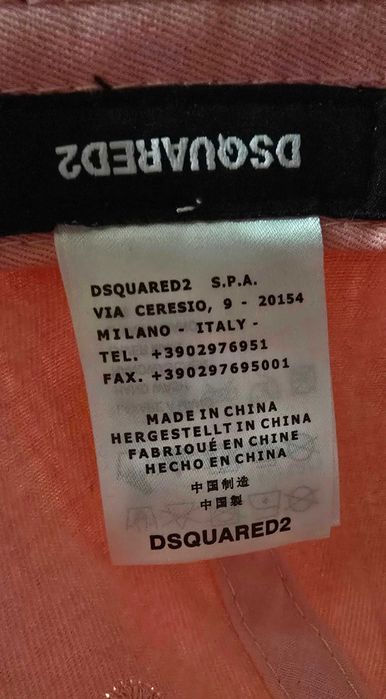 DSQUARED2
DSQUARED2 S.P.A.
VIA CERESIO, 9 - 20154
MILANO - ITALY -
TEL. +3902976951
FAX. +390297695001
MADE IN CHINA
HERGESTELLT IN CHINA
FABRIQUÉ EN CHINE
HECHO EN CHINA
中国制造
中国製
DSQUARED2